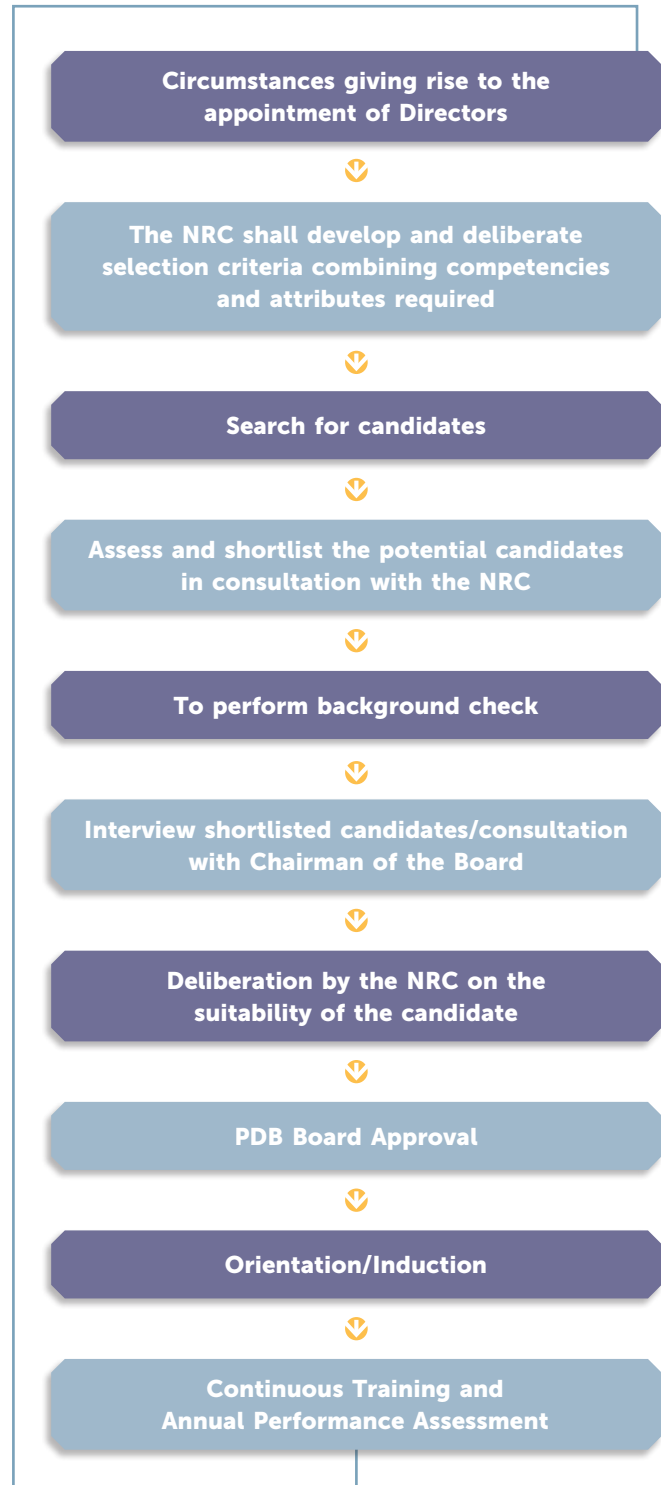 Circumstances giving rise to the
appointment of Directors
The NRC shall develop and deliberate
selection criteria combining competencies
and attributes required
Search for candidates
Assess and shortlist the potential candidates
in consultation with the NRC
To perform background check
Interview shortlisted candidates/consultation
with Chairman of the Board
Deliberation by the NRC on the
suitability of the candidate
PDB Board Approval
Orientation/Induction
Continuous Training and
Annual Performance Assessment